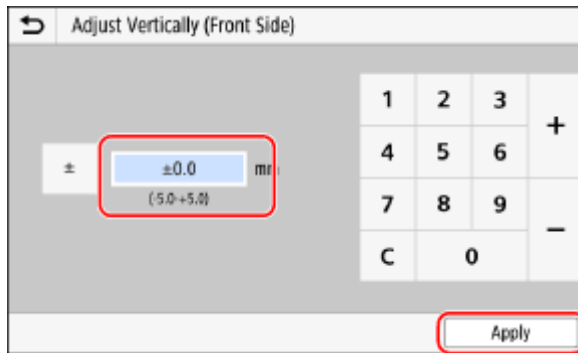 Adjust Vertically (Front Side)
1 2 3 +
4 5 6
± ±0.0 mm
(-5.0-+5.0)
7 8 9 −
C 0
Apply